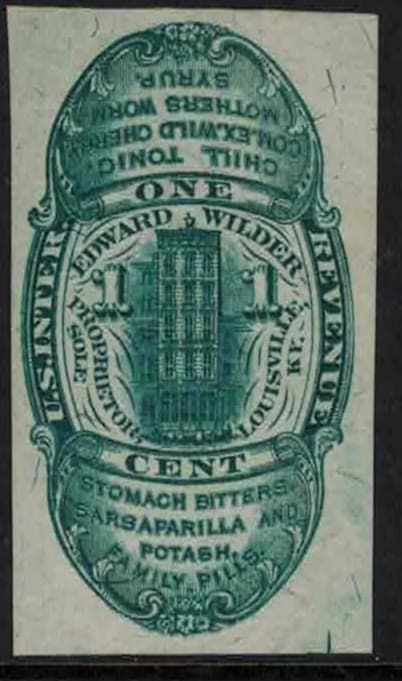 CHILL TONIC,
COM.EX.WILD CHERRY
MOTHERS WORM
SYRUP.
ONE
EDWARD WILDER
U.S. INTER
REVENUE
1 1
SOLE
PROPRIETOR,
LOUISVILLE,
KY.
CENT
STOMACH BITTERS
SARSAPARILLA AND
POTASH,
FAMILY PILLS.